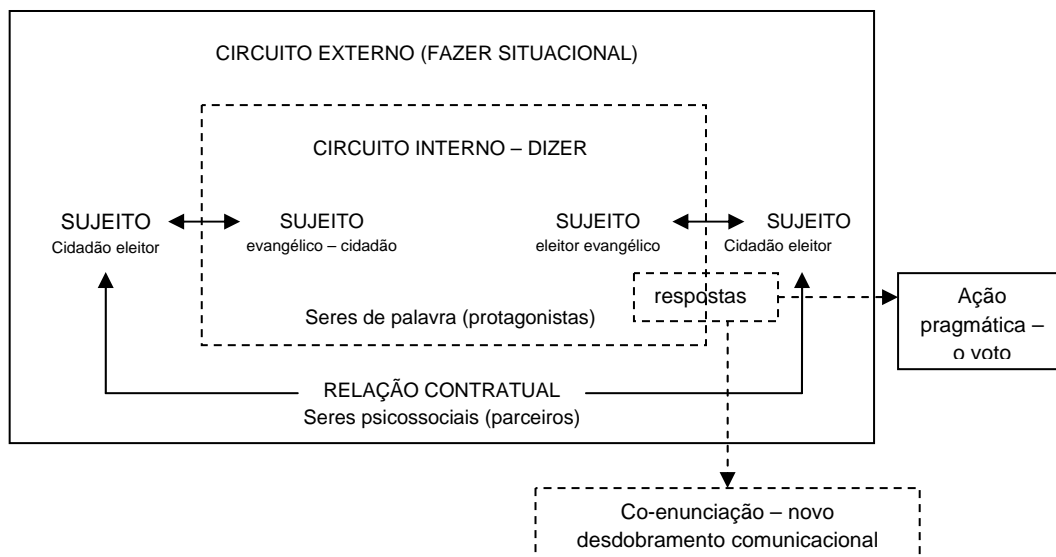 CIRCUITO EXTERNO (FAZER SITUACIONAL)
CIRCUITO INTERNO – DIZER
SUJEITO
Cidadão eleitor
SUJEITO
evangélico – cidadão
SUJEITO
eleitor evangélico
SUJEITO
Cidadão eleitor
respostas
Seres de palavra (protagonistas)
Ação
pragmática –
o voto
RELAÇÃO CONTRATUAL
Seres psicossociais (parceiros)
Co-enunciação – novo
desdobramento comunicacional